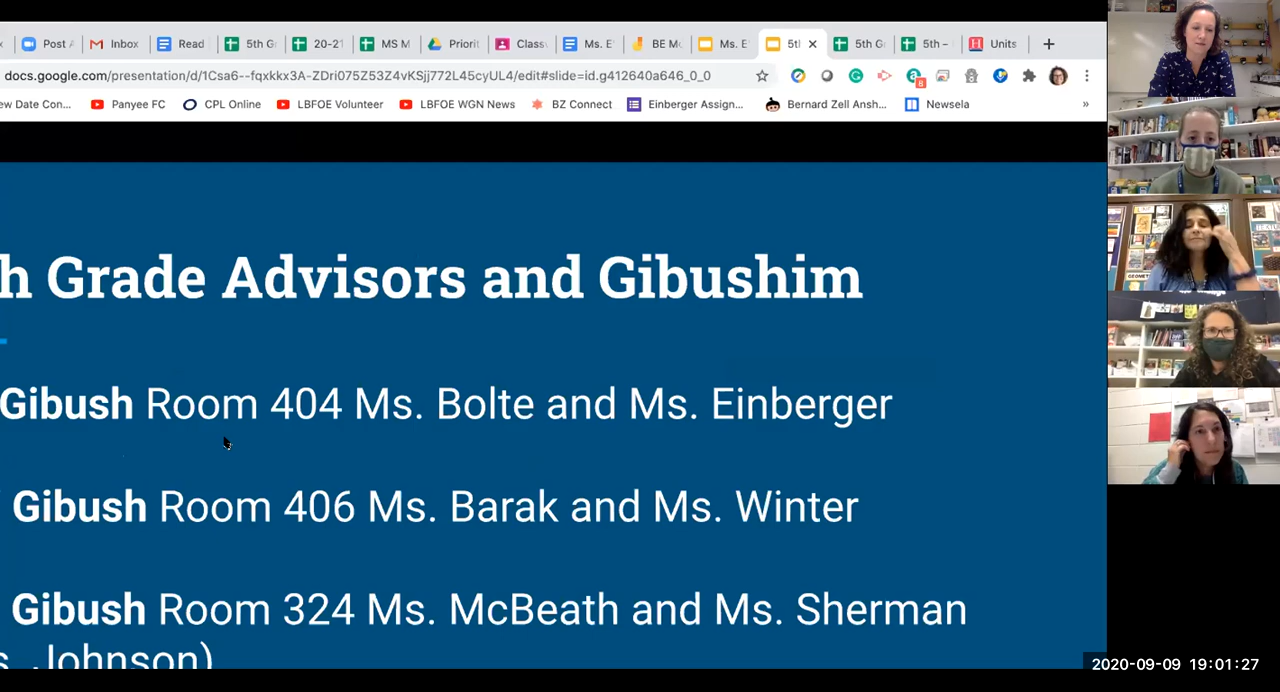 Post A
Inbox
Read
5th G
20-21
MS M
Priorit
Class
Ms. E
BE Mo
Ms. E
5th
5th G
5th –
Units
docs.google.com/presentation/d/1Csa6--fqxkkx3A-ZDri075Z53Z4vKSjj772L45cyUL4/edit#slide=id.g412640a646_0_0
ew Date Con...
Panyee FC
CPL Online
LBFOE Volunteer
LBFOE WGN News
BZ Connect
Einberger Assign...
Bernard Zell Ansh...
Newsela
»
h Grade Advisors and Gibushim
Gibush Room 404 Ms. Bolte and Ms. Einberger
Gibush Room 406 Ms. Barak and Ms. Winter
Gibush Room 324 Ms. McBeath and Ms. Sherman
s. Johnson)
2020-09-09 19:01:27